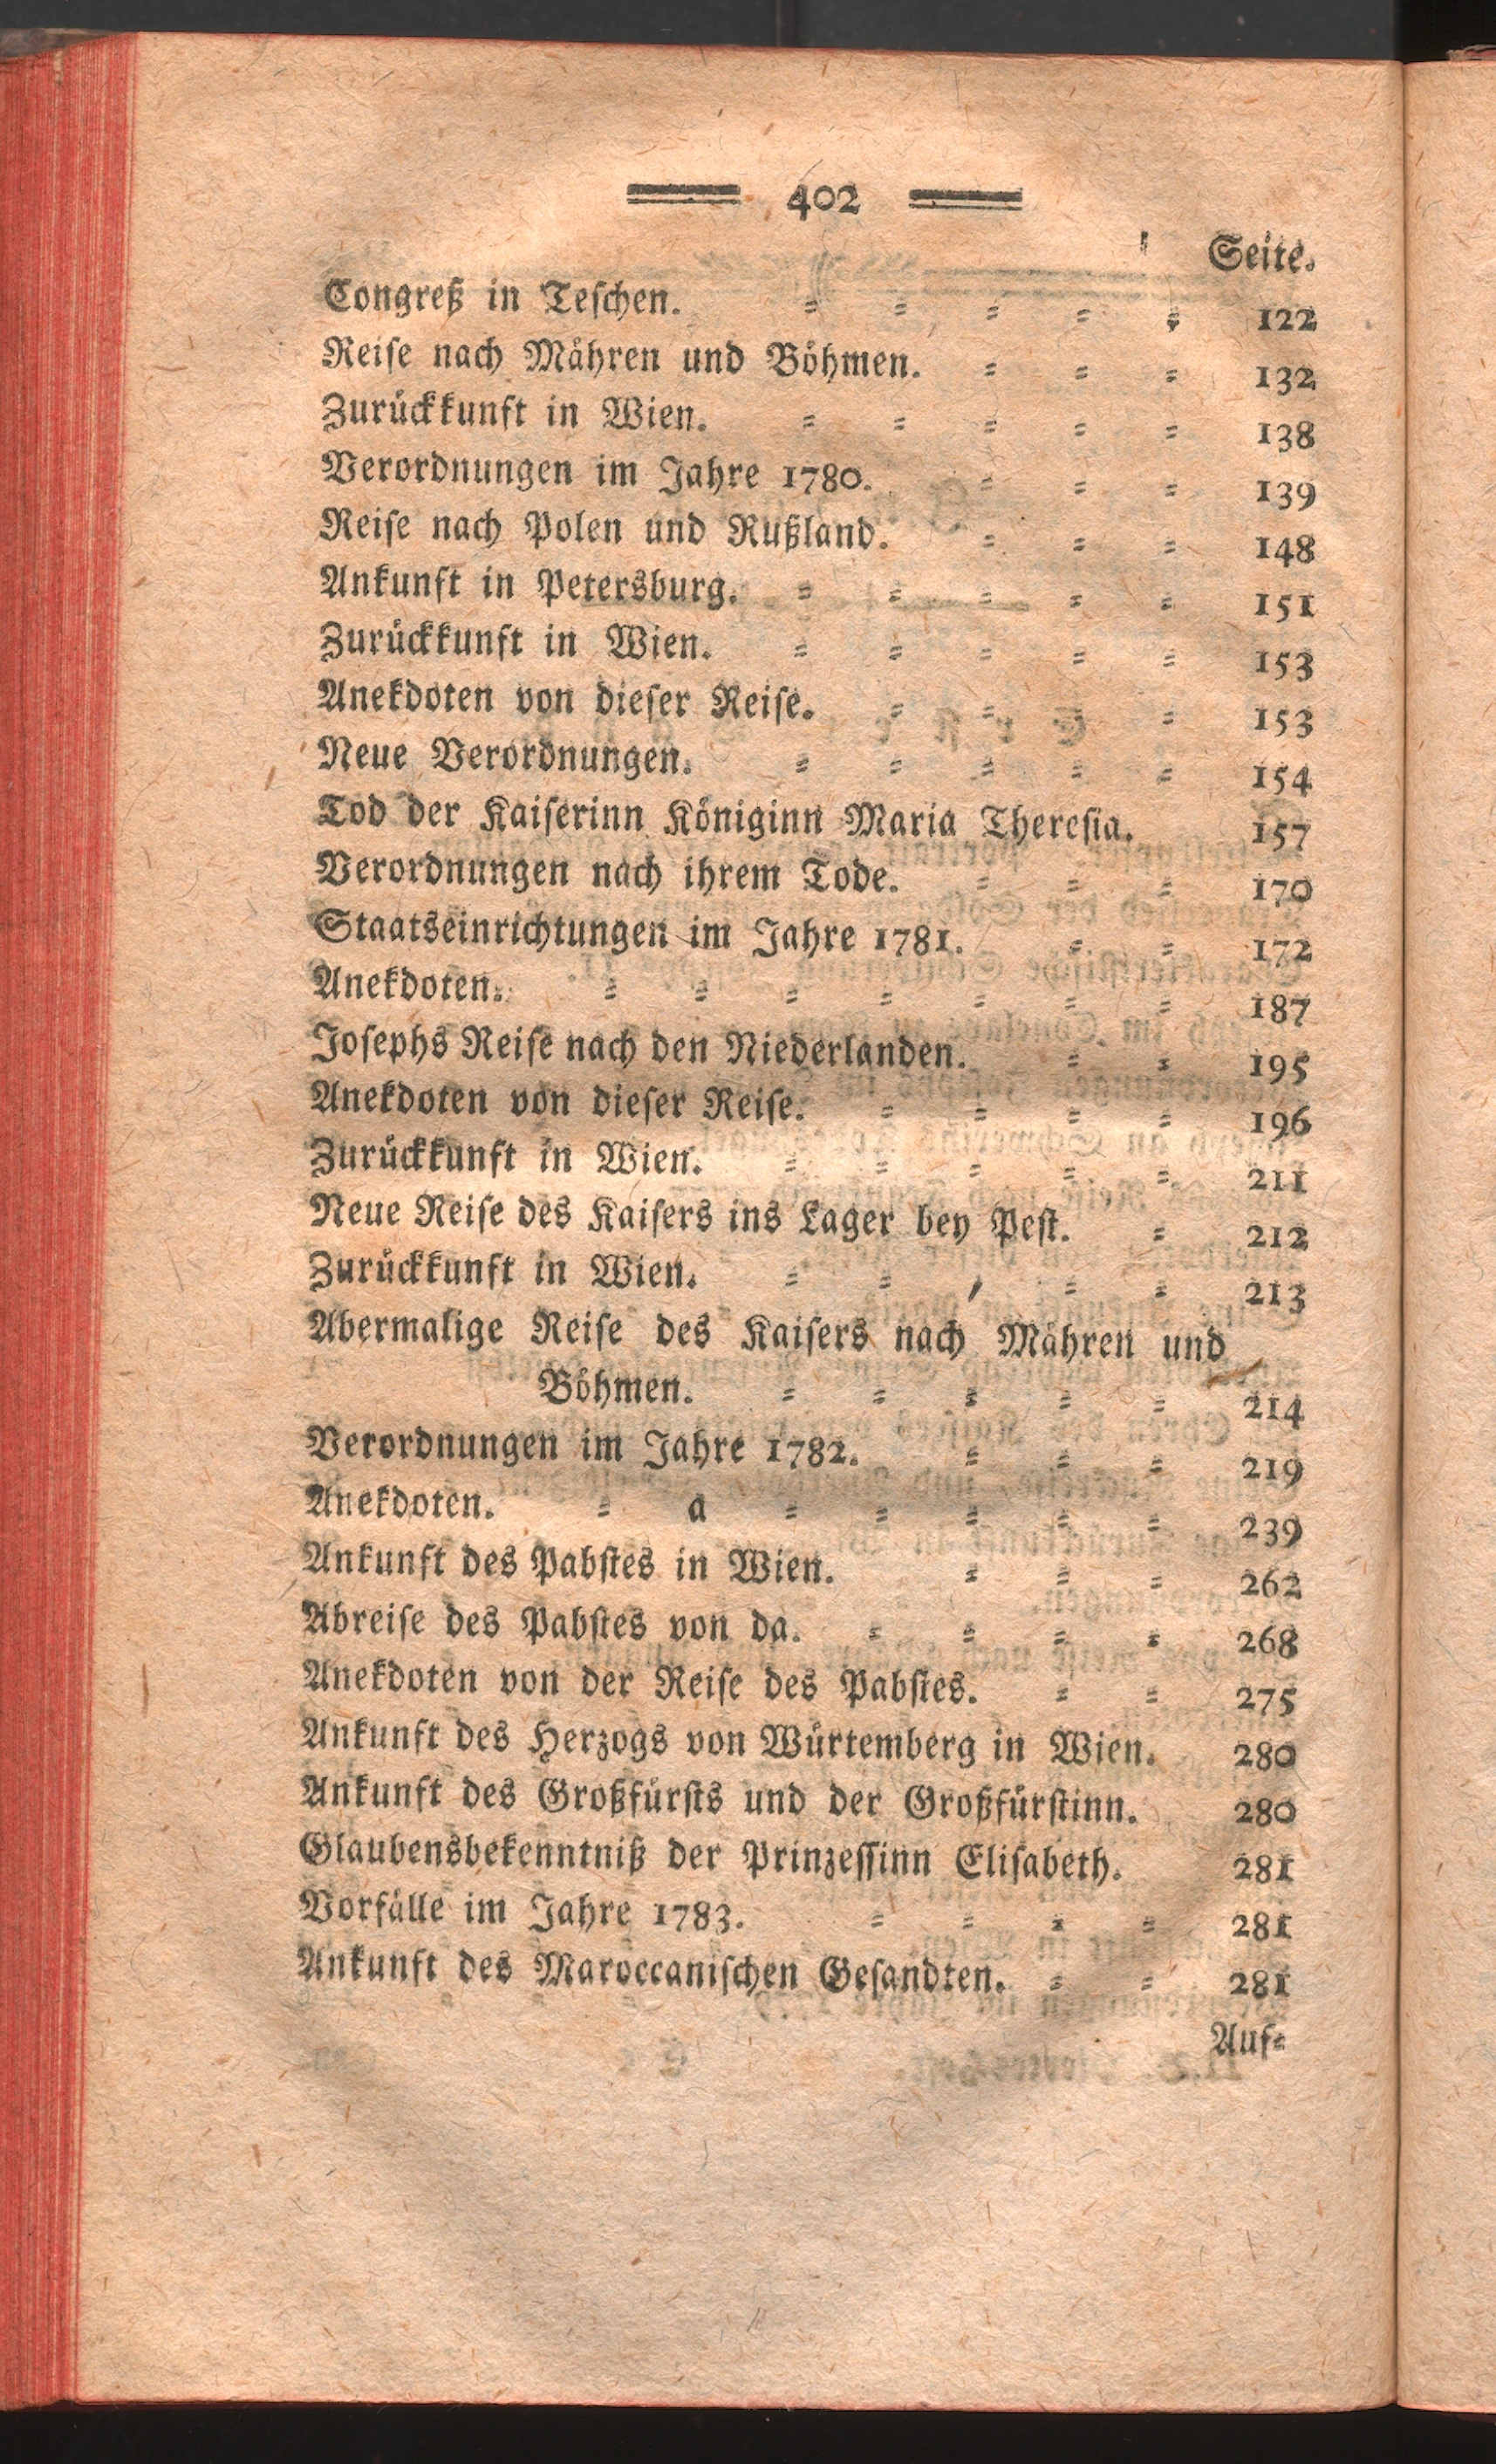 402
Seite.
Congreß in Teſchen. = = = = = 122
Reiſe nach Mähren und Böhmen. = = = 132
Zurückkunft in Wien. = = = = = 138
Verordnungen im Jahre 1780. = = = 139
Reiſe nach Polen und Rußland. = = = 148
Ankunft in Petersburg. = = = = = 151
Zurückkunft in Wien. = = = = = 153
Anekdoten von dieſer Reiſe. = = = = 153
Neue Verordnungen. = = = = = 154
Tod der Kaiſerinn Königinn Maria Thereſia. 157
Verordnungen nach ihrem Tode. = = = 170
Staatseinrichtungen im Jahre 1781. = = 172
Anekdoten. = = = = = = = 187
Joſephs Reiſe nach den Niederlanden. = = 195
Anekdoten von dieſer Reiſe. = = = = 196
Zurückkunft in Wien. = = = = = 211
Neue Reiſe des Kaiſers ins Lager bey Peſt. = 212
Zurückkunft in Wien. = = , = = 213
Abermalige Reiſe des Kaiſers nach Mähren und
Böhmen. = = = = = 214
Verordnungen im Jahre 1782. = = = 219
Anekdoten. = a = = = = = 239
Ankunft des Pabſtes in Wien. = = = 262
Abreiſe des Pabſtes von da. = = = = 268
Anekdoten von der Reiſe des Pabſtes. = = 275
Ankunft des Herzogs von Würtemberg in Wien. 280
Ankunft des Großfürſts und der Großfürſtinn. 280
Glaubensbekenntniß der Prinzeſſinn Eliſabeth. 281
Vorfälle im Jahre 1783. = = = = 281
Ankunft des Maroccaniſchen Geſandten. = = 281
Auf=